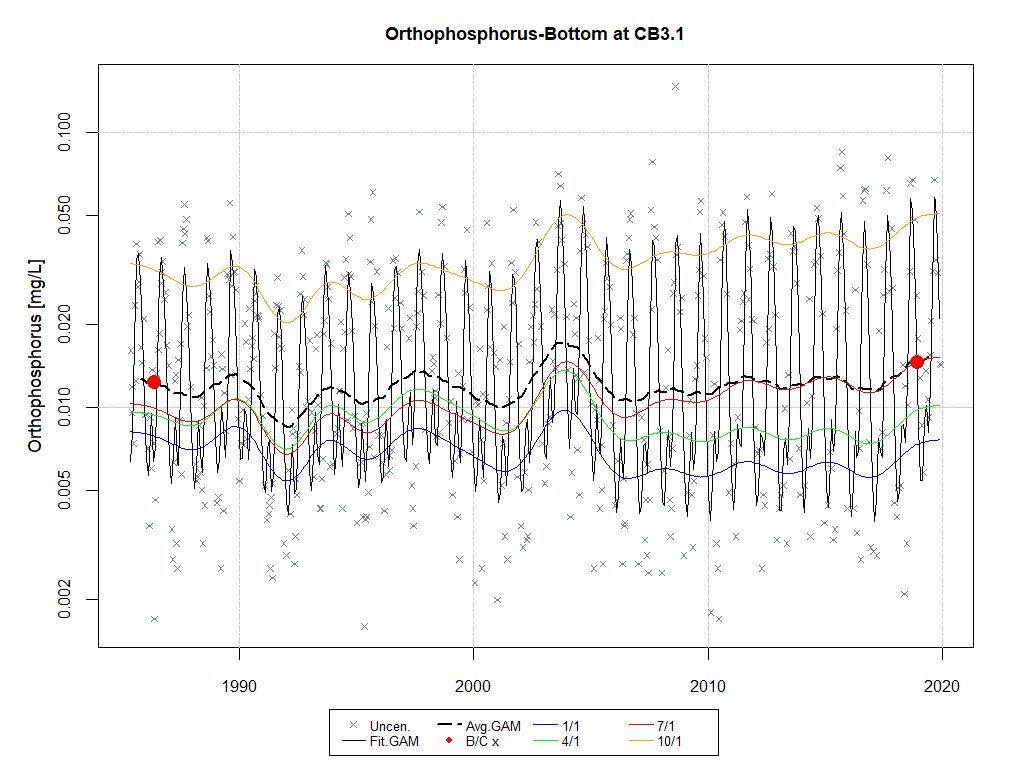 Orthophosphorus-Bottom at CB3.1
Orthophosphorus [mg/L]
0.100
0.050
0.020
0.010
0.005
0.002
1990
2000
2010
2020
Uncen. Avg.GAM 1/1 7/1
Fit.GAM B/C x 4/1 10/1